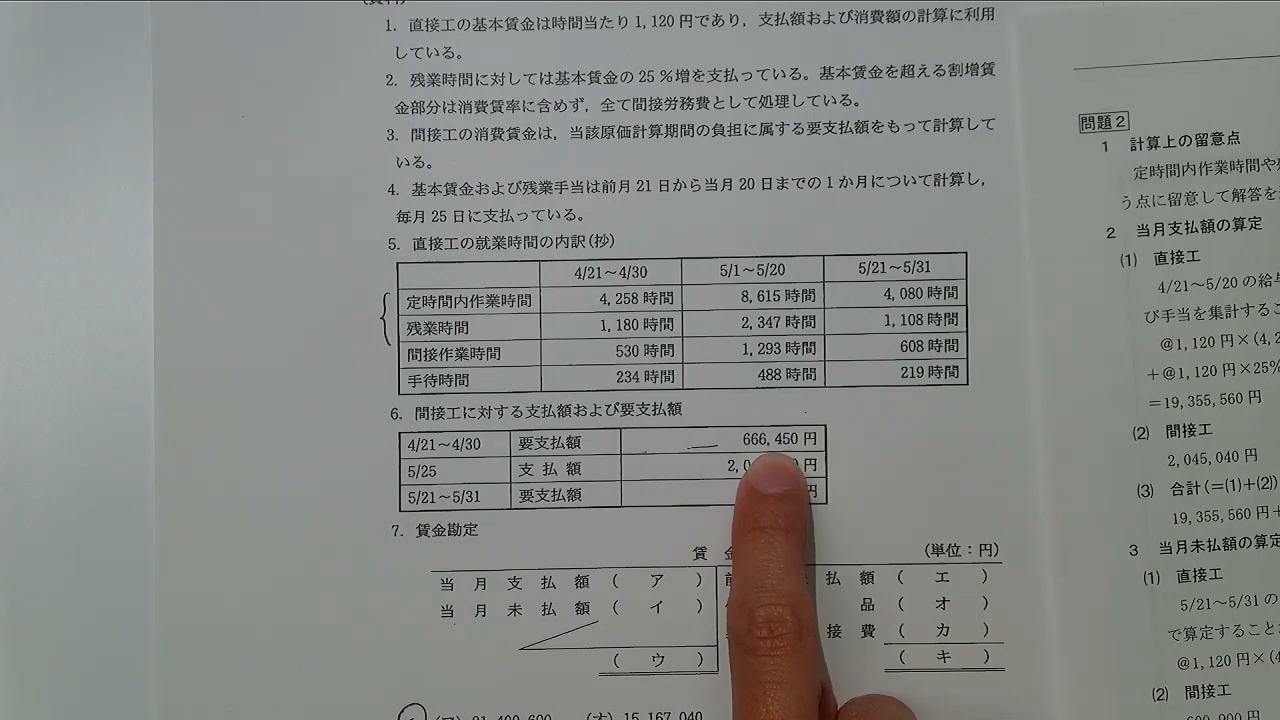 1. 直接工の基本賃金は時間当たり1,120円であり，支払額および消費額の計算に利用
している。
2. 残業時間に対しては基本賃金の25％増を支払っている。基本賃金を超える割増賃
金部分は消費賃率に含めず，全て間接労務費として処理している。
3. 間接工の消費賃金は，当該原価計算期間の負担に属する要支払額をもって計算して
いる。
4. 基本賃金および残業手当は前月21日から当月20日までの1か月について計算し，
毎月25日に支払っている。
5. 直接工の就業時間の内訳(抄)
4/21～4/30 5/1～5/20 5/21～5/31
定時間内作業時間 4,258時間 8,615時間 4,080時間
残業時間 1,180時間 2,347時間 1,108時間
間接作業時間 530時間 1,293時間 608時間
手待時間 234時間 488時間 219時間
6. 間接工に対する支払額および要支払額
4/21～4/30 要支払額 666,450円
5/25 支払額 2,0 円
5/21～5/31 要支払額 円
7. 賃金勘定
賃 (単位：円)
当月支払額 (ア) 払額 (エ)
当月未払額 (イ) 品 (オ)
接費 (カ)
(ウ) (キ)
(ア) 21,400,600 (オ) 15,167,040
問題2
1 計算上の留意点
定時間内作業時間や
う点に留意して解答を
2 当月支払額の算定
(1) 直接工
4/21～5/20の給
び手当を集計するこ
@1,120円×(4,2
＋@1,120円×25%
＝19,355,560円
(2) 間接工
2,045,040円
(3) 合計(＝(1)+(2))
19,355,560円＋
3 当月未払額の算定
(1) 直接工
5/21～5/31の
で算定すること
@1,120円×(4
(2) 間接工